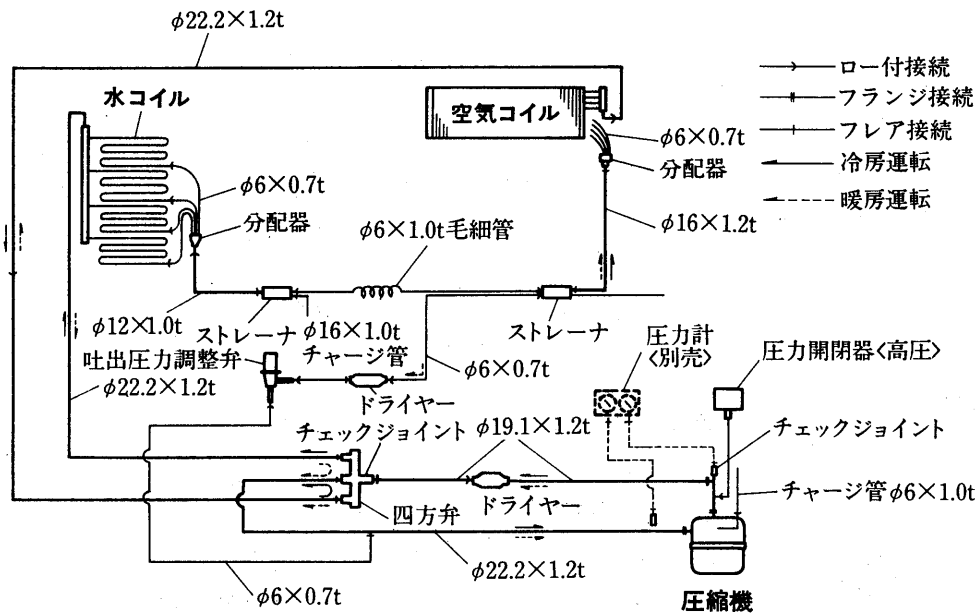 φ22.2×1.2t
水コイル
空気コイル
ロー付接続
フランジ接続
フレア接続
冷房運転
暖房運転
φ6×0.7t
分配器
φ6×0.7t
分配器
φ16×1.2t
φ6×1.0t毛細管
φ12×1.0t
ストレーナ
φ16×1.0t
チャージ管
ストレーナ
吐出圧力調整弁
φ22.2×1.2t
φ6×0.7t
ドライヤー
圧力計
<別売>
圧力開閉器<高圧>
チェックジョイント
φ19.1×1.2t
チェックジョイント
ドライヤー
チャージ管φ6×1.0t
四方弁
φ22.2×1.2t
φ6×0.7t
圧縮機